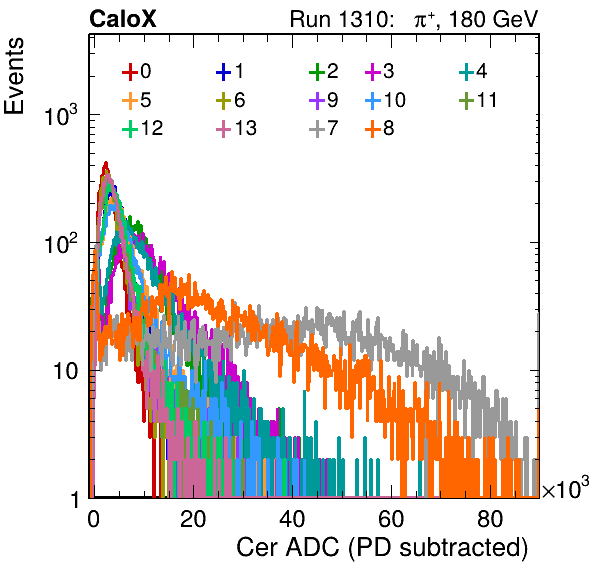 CaloX Run 1310: π⁺, 180 GeV
Events
0 1 2 3 4
5 6 9 10 11
12 13 7 8
10³
10²
10
1
0 20 40 60 80 ×10³
Cer ADC (PD subtracted)